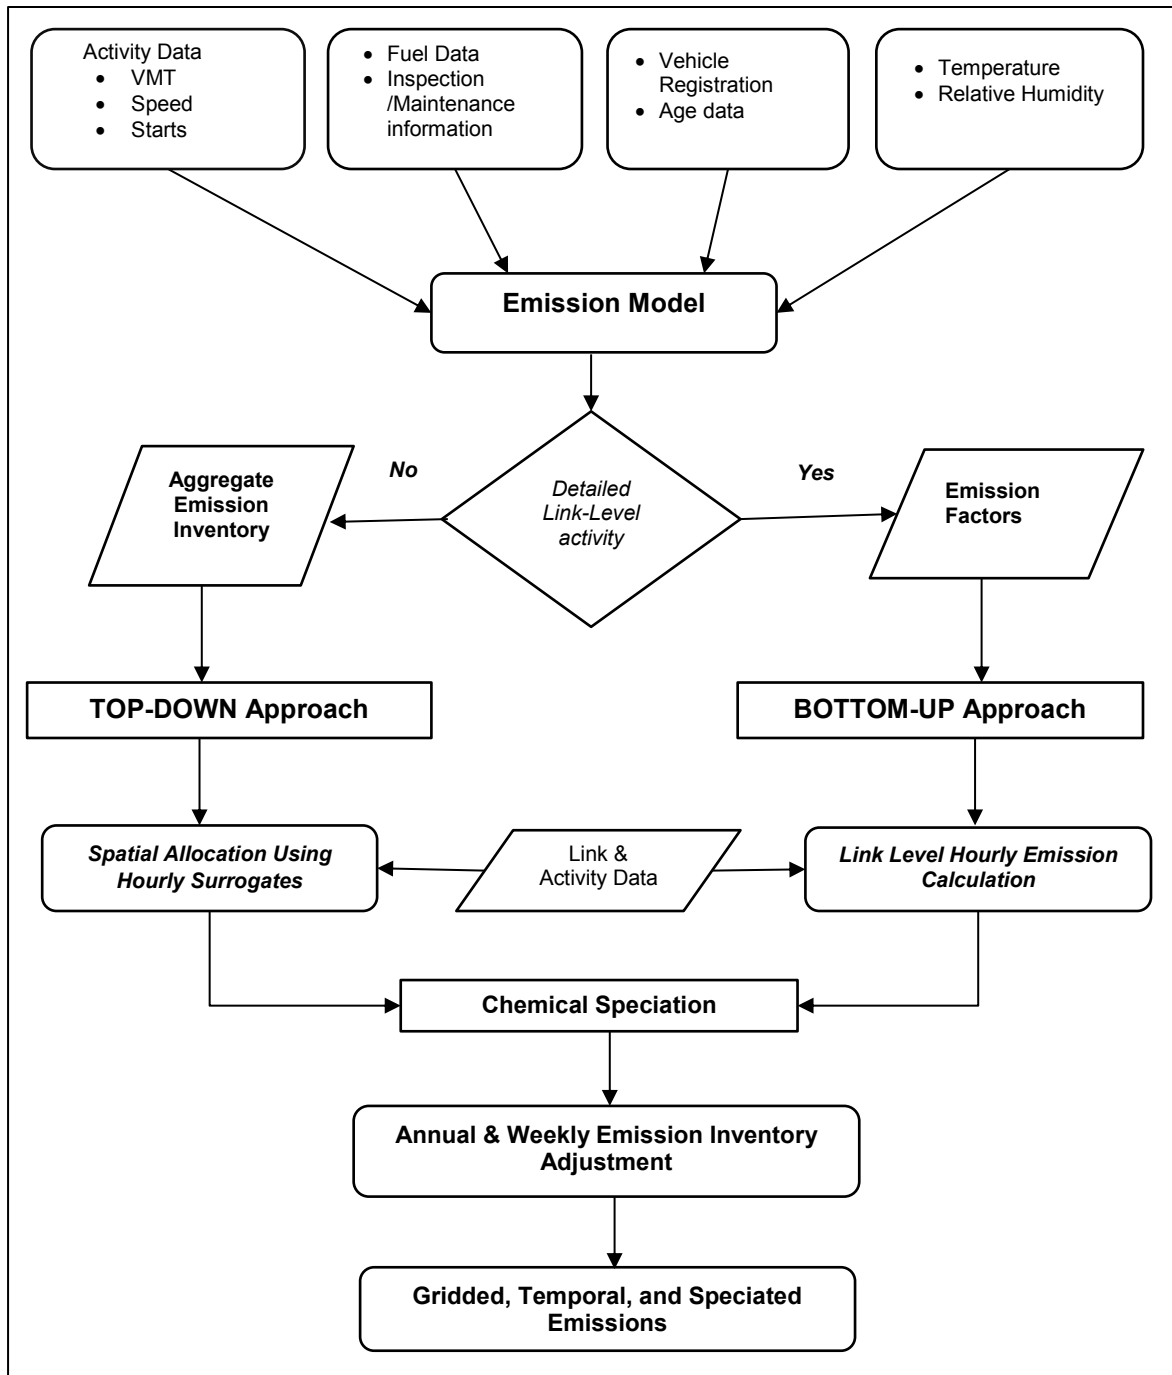 Activity Data
• VMT
• Speed
• Starts
• Fuel Data
• Inspection
/Maintenance
information
• Vehicle
Registration
• Age data
• Temperature
• Relative Humidity
Emission Model
Aggregate
Emission
Inventory
No
Detailed
Link-Level
activity
Yes
Emission
Factors
TOP-DOWN Approach
BOTTOM-UP Approach
Spatial Allocation Using
Hourly Surrogates
Link &
Activity Data
Link Level Hourly Emission
Calculation
Chemical Speciation
Annual & Weekly Emission Inventory
Adjustment
Gridded, Temporal, and Speciated
Emissions